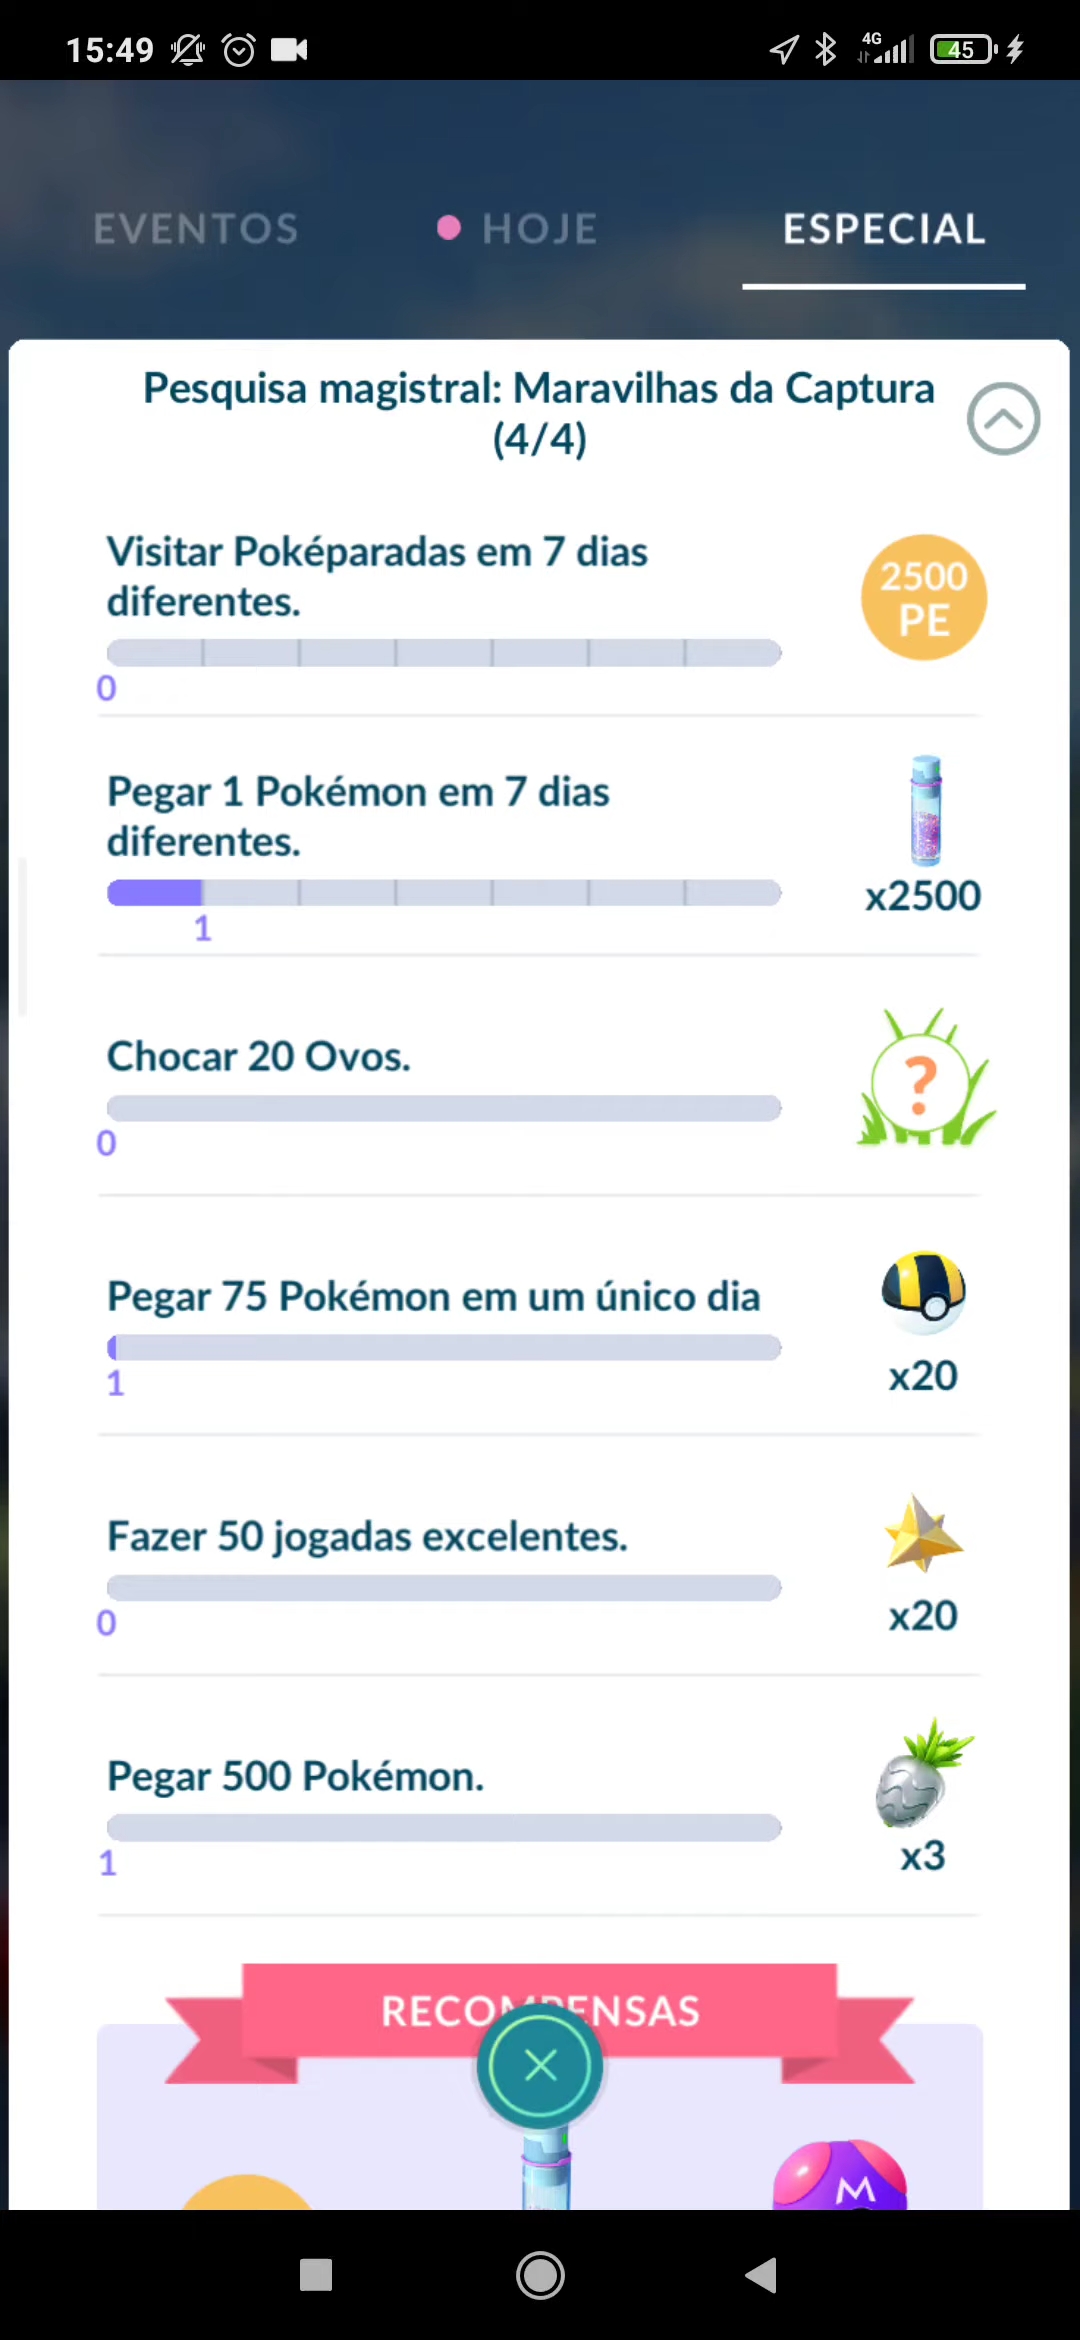 15:49
4G
45
EVENTOS
HOJE
ESPECIAL
Pesquisa magistral: Maravilhas da Captura
(4/4)
Visitar Poképaradas em 7 dias
diferentes.
0
2500
PE
Pegar 1 Pokémon em 7 dias
diferentes.
1
x2500
Chocar 20 Ovos.
0
?
Pegar 75 Pokémon em um único dia
1
x20
Fazer 50 jogadas excelentes.
0
x20
Pegar 500 Pokémon.
1
x3
RECOMPENSAS
M